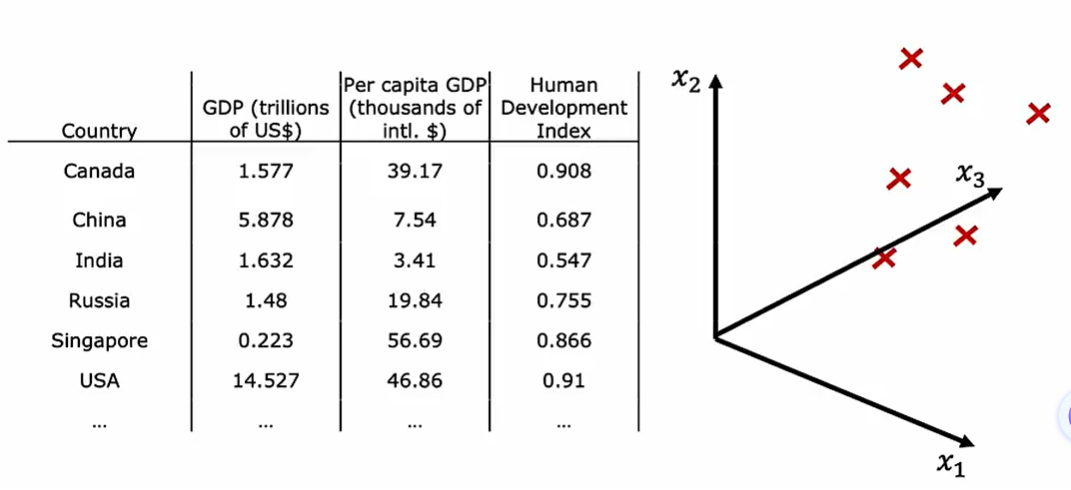 Country
GDP (trillions
of US$)
Per capita GDP
(thousands of
intl. $)
Human
Development
Index
Canada 1.577 39.17 0.908
China 5.878 7.54 0.687
India 1.632 3.41 0.547
Russia 1.48 19.84 0.755
Singapore 0.223 56.69 0.866
USA 14.527 46.86 0.91
... ... ... ...
x₂
x₃
x₁